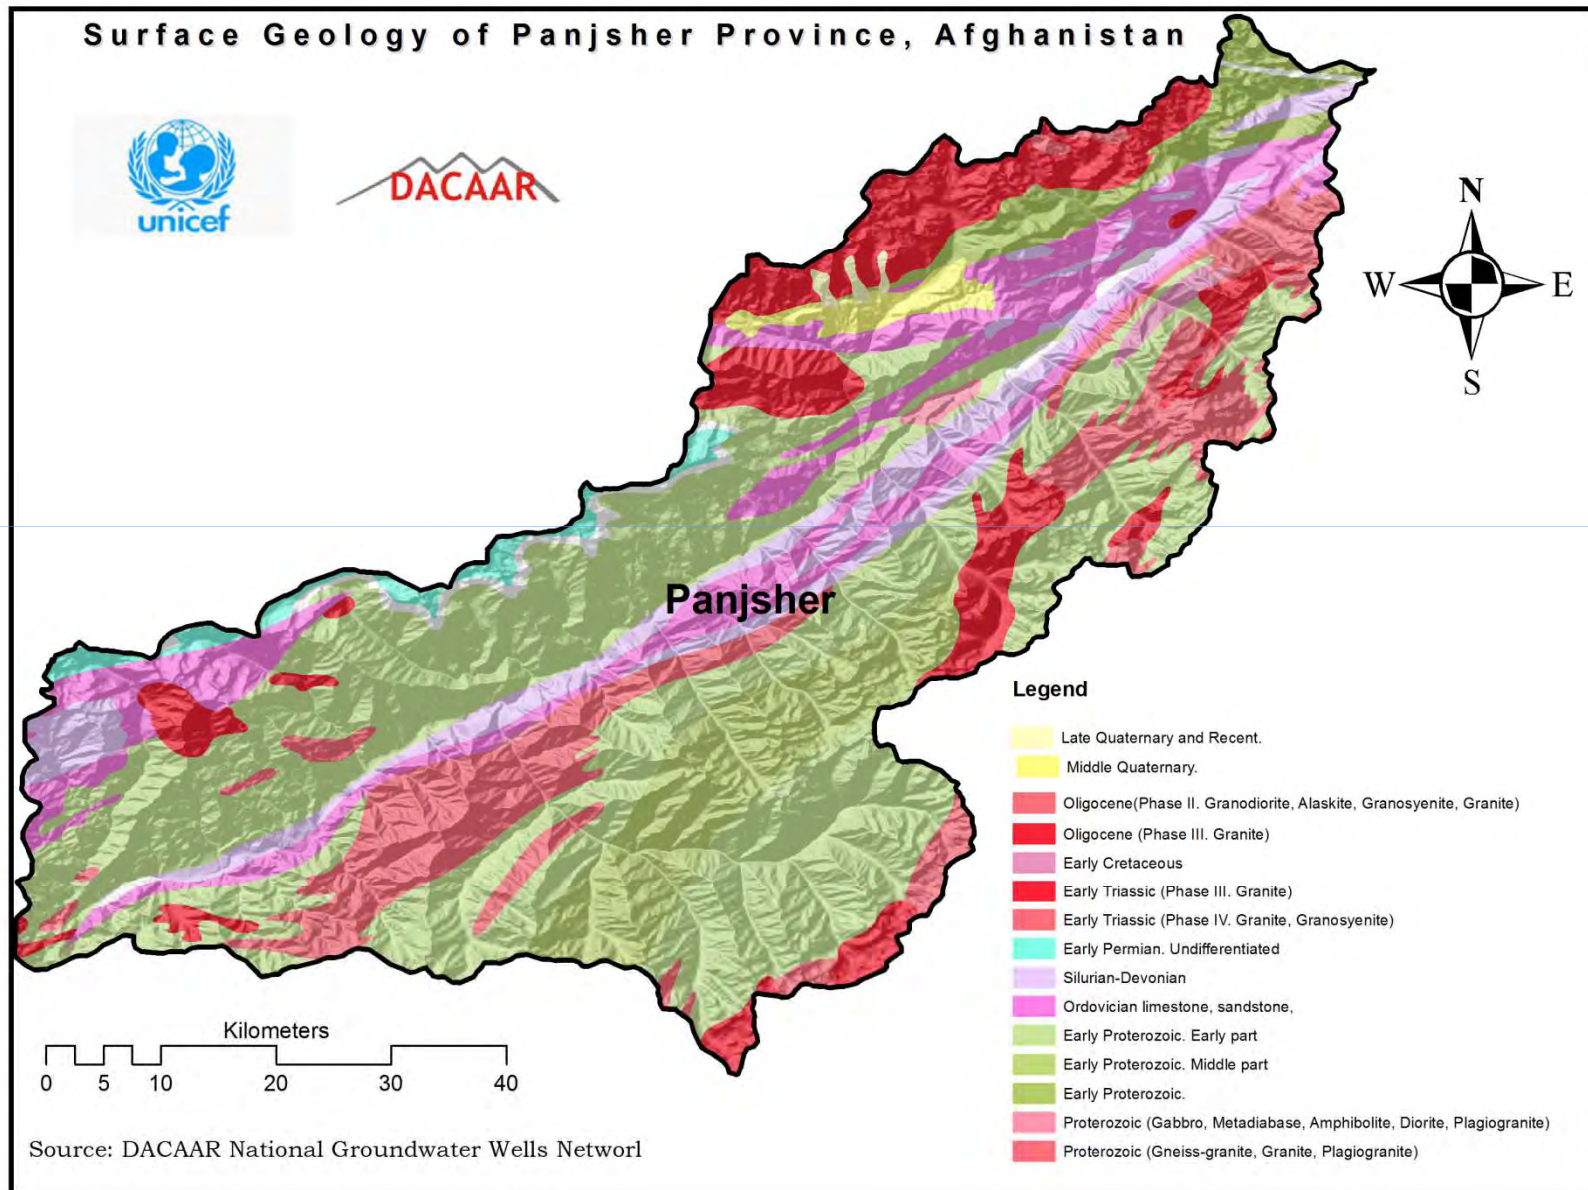 Surface Geology of Panjsher Province, Afghanistan
unicef
DACAAR
N
W
E
S
Panjsher
Legend
Late Quaternary and Recent.
Middle Quaternary.
Oligocene(Phase II. Granodiorite, Alaskite, Granosyenite, Granite)
Oligocene (Phase III. Granite)
Early Cretaceous
Early Triassic (Phase III. Granite)
Early Triassic (Phase IV. Granite, Granosyenite)
Early Permian. Undifferentiated
Silurian-Devonian
Ordovician limestone, sandstone,
Early Proterozoic. Early part
Early Proterozoic. Middle part
Early Proterozoic.
Proterozoic (Gabbro, Metadiabase, Amphibolite, Diorite, Plagiogranite)
Proterozoic (Gneiss-granite, Granite, Plagiogranite)
Kilometers
0 5 10 20 30 40
Source: DACAAR National Groundwater Wells Networl